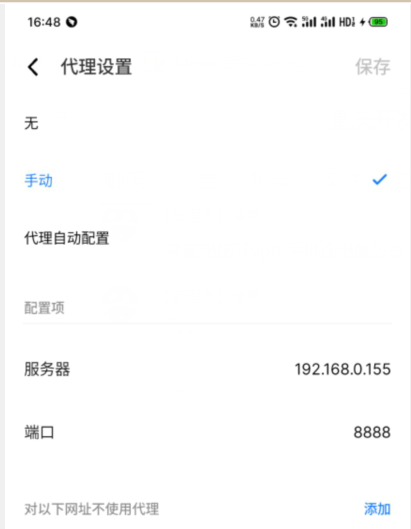 16:48 0.47 KB/s 5G 5G HD 95
代理设置 保存
无
手动
代理自动配置
配置项
服务器 192.168.0.155
端口 8888
对以下网址不使用代理 添加